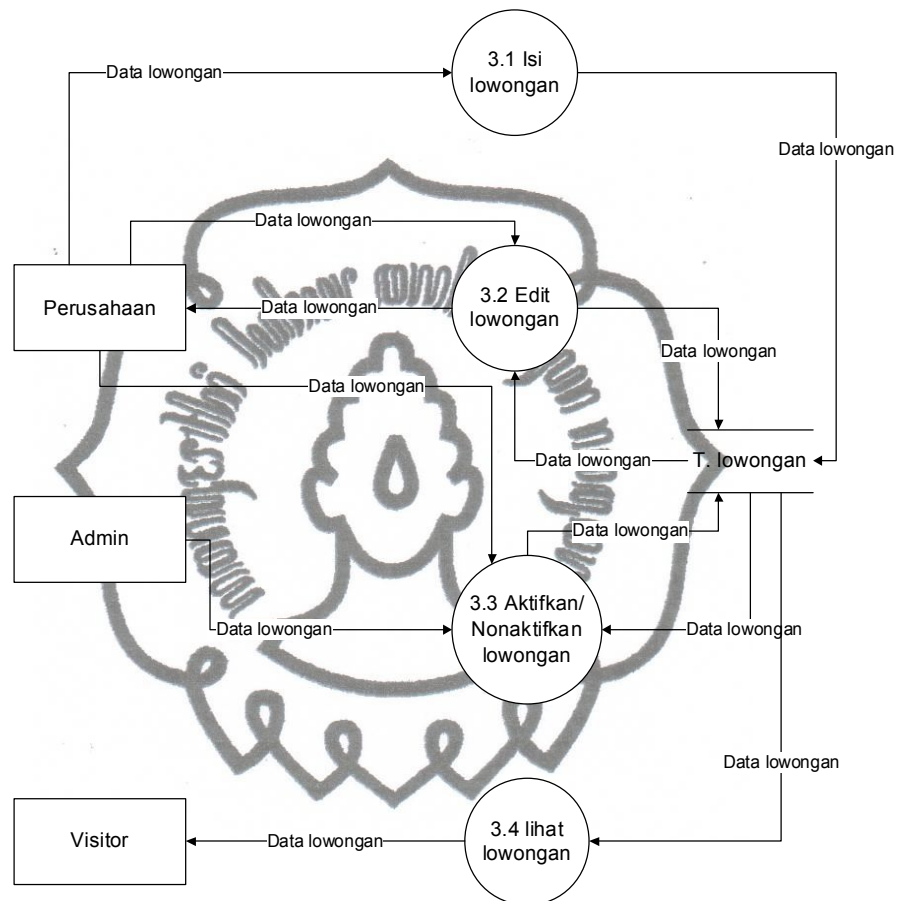 3.1 Isi
lowongan
Data lowongan
Data lowongan
Data lowongan
3.2 Edit
lowongan
Perusahaan
Data lowongan
Data lowongan
Data lowongan
Data lowongan
T. lowongan
Admin
Data lowongan
3.3 Aktifkan/
Nonaktifkan
lowongan
Data lowongan
Data lowongan
Data lowongan
3.4 lihat
lowongan
Visitor
Data lowongan